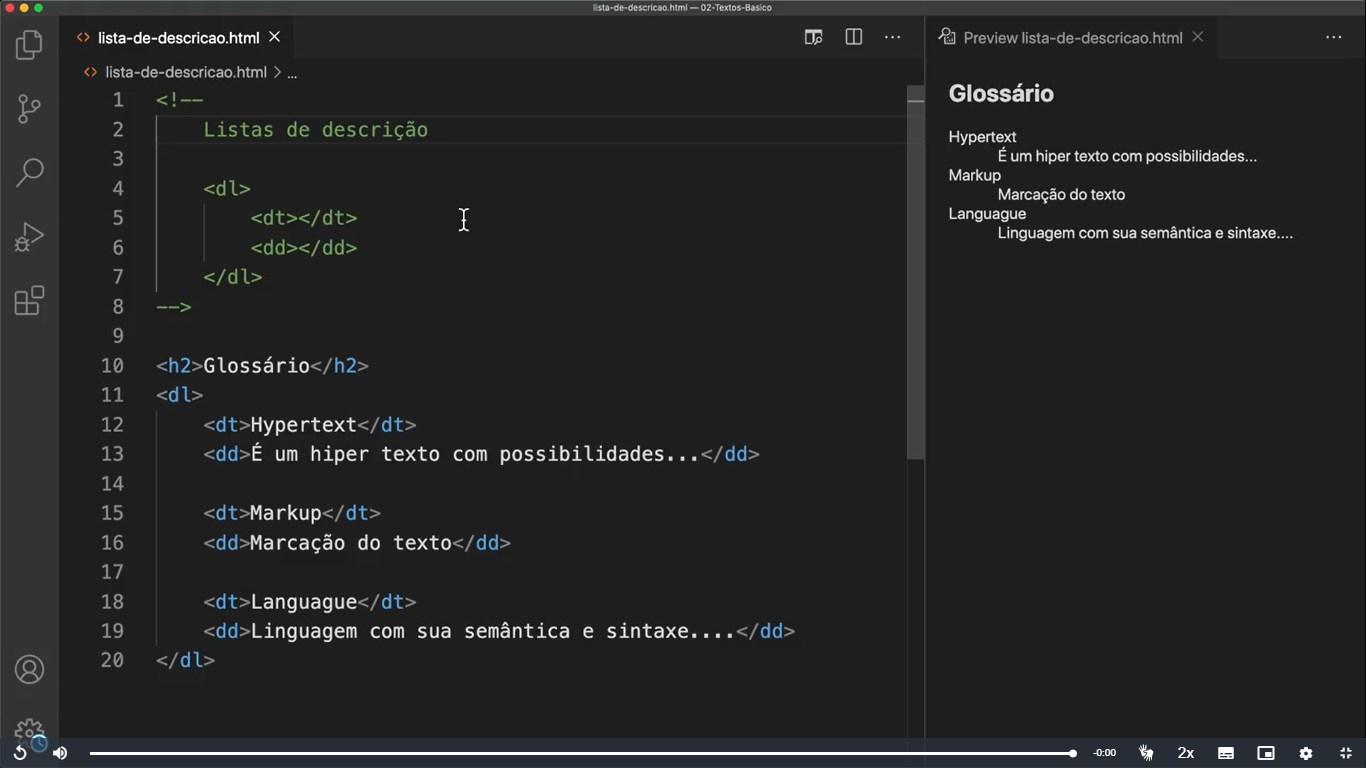 lista-de-descricao.html — 02-Textos-Basico
lista-de-descricao.html
Preview lista-de-descricao.html
lista-de-descricao.html > ...
1 <!--
2 Listas de descrição
3
4 <dl>
5 <dt></dt>
6 <dd></dd>
7 </dl>
8 -->
9
10 <h2>Glossário</h2>
11 <dl>
12 <dt>Hypertext</dt>
13 <dd>É um hiper texto com possibilidades...</dd>
14
15 <dt>Markup</dt>
16 <dd>Marcação do texto</dd>
17
18 <dt>Languague</dt>
19 <dd>Linguagem com sua semântica e sintaxe....</dd>
20 </dl>
Glossário
Hypertext
É um hiper texto com possibilidades...
Markup
Marcação do texto
Languague
Linguagem com sua semântica e sintaxe....
-0:00
2x